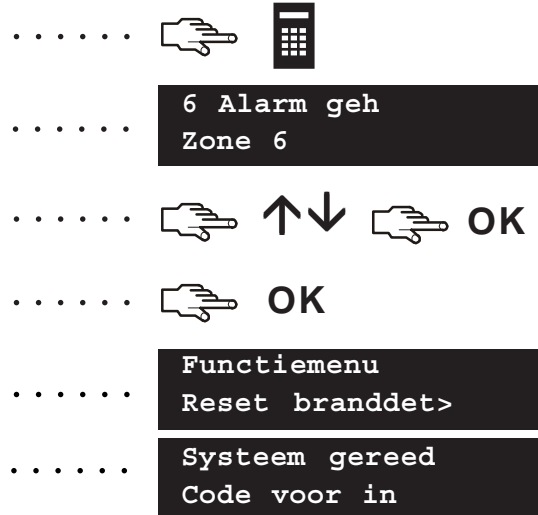 6 Alarm geh
Zone 6
↑↓ OK
OK
Functiemenu
Reset branddet>
Systeem gereed
Code voor in